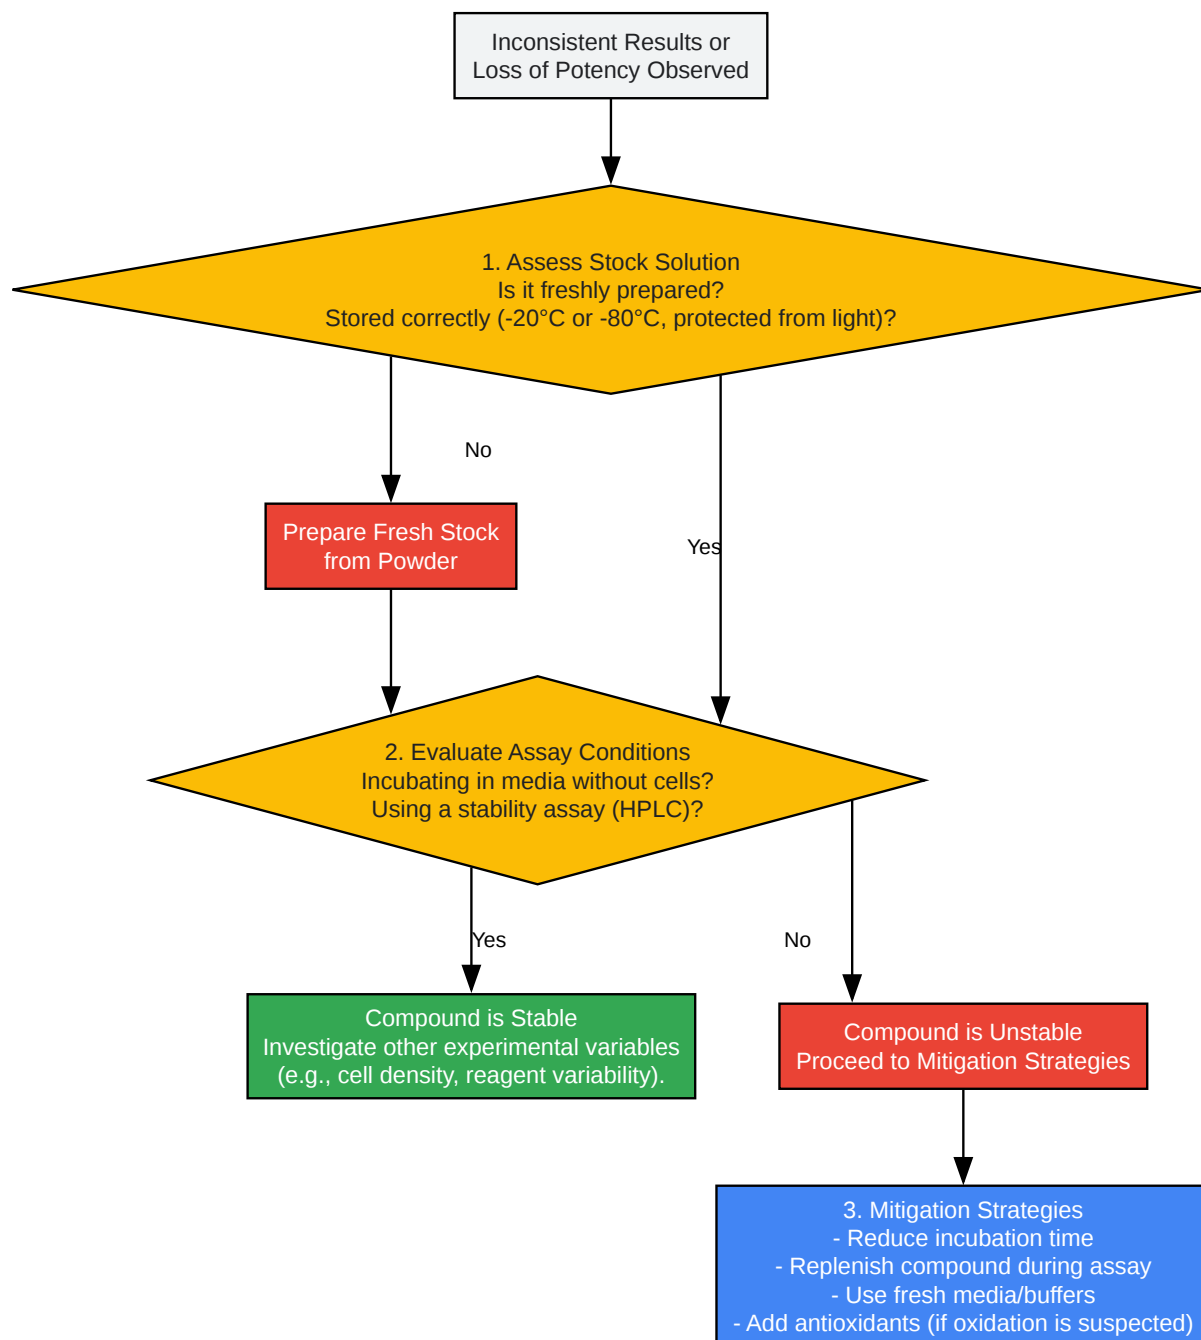 Inconsistent Results or
Loss of Potency Observed
1. Assess Stock Solution
Is it freshly prepared?
Stored correctly (-20°C or -80°C, protected from light)?
No
Prepare Fresh Stock
from Powder
Yes
2. Evaluate Assay Conditions
Incubating in media without cells?
Using a stability assay (HPLC)?
Yes
No
Compound is Stable
Investigate other experimental variables
(e.g., cell density, reagent variability).
Compound is Unstable
Proceed to Mitigation Strategies
3. Mitigation Strategies
- Reduce incubation time
- Replenish compound during assay
- Use fresh media/buffers
- Add antioxidants (if oxidation is suspected)